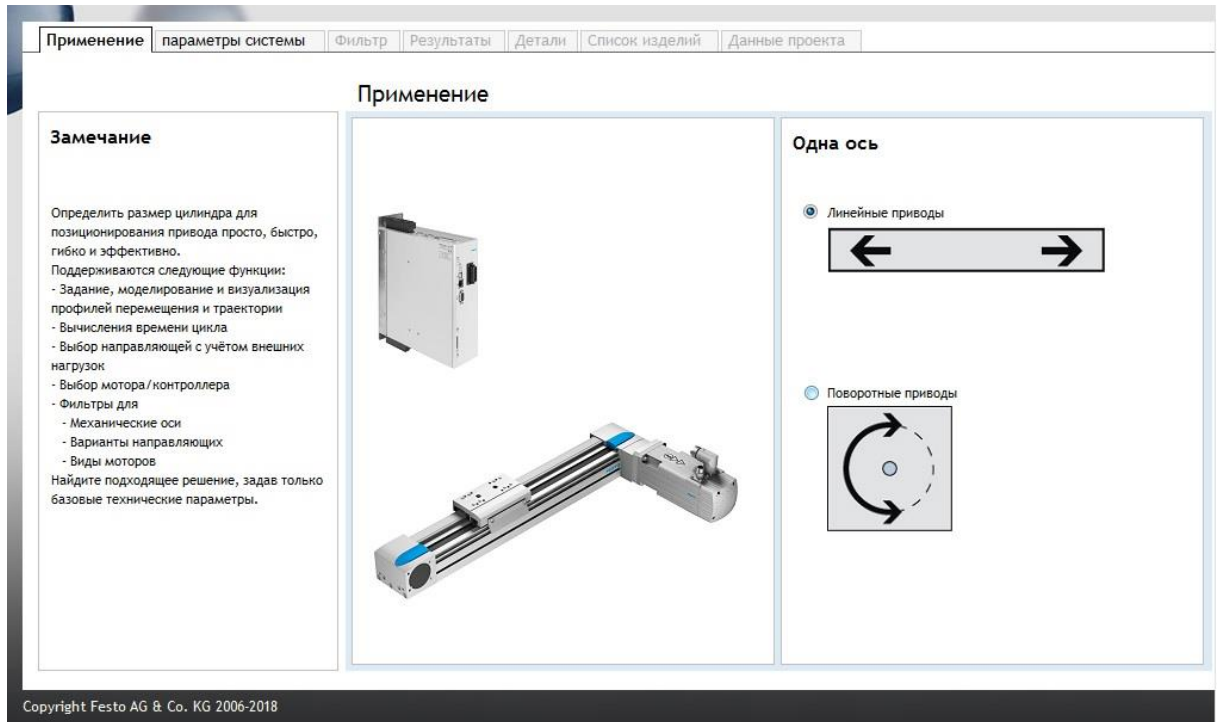 Применение параметры системы Фильтр Результаты Детали Список изделий Данные проекта
Применение
Замечание
Определить размер цилиндра для
позиционирования привода просто, быстро,
гибко и эффективно.
Поддерживаются следующие функции:
- Задание, моделирование и визуализация
профилей перемещения и траектории
- Вычисления времени цикла
- Выбор направляющей с учётом внешних
нагрузок
- Выбор мотора/контроллера
- Фильтры для
- Механические оси
- Варианты направляющих
- Виды моторов
Найдите подходящее решение, задав только
базовые технические параметры.
Одна ось
Линейные приводы
Поворотные приводы
Copyright Festo AG & Co. KG 2006-2018